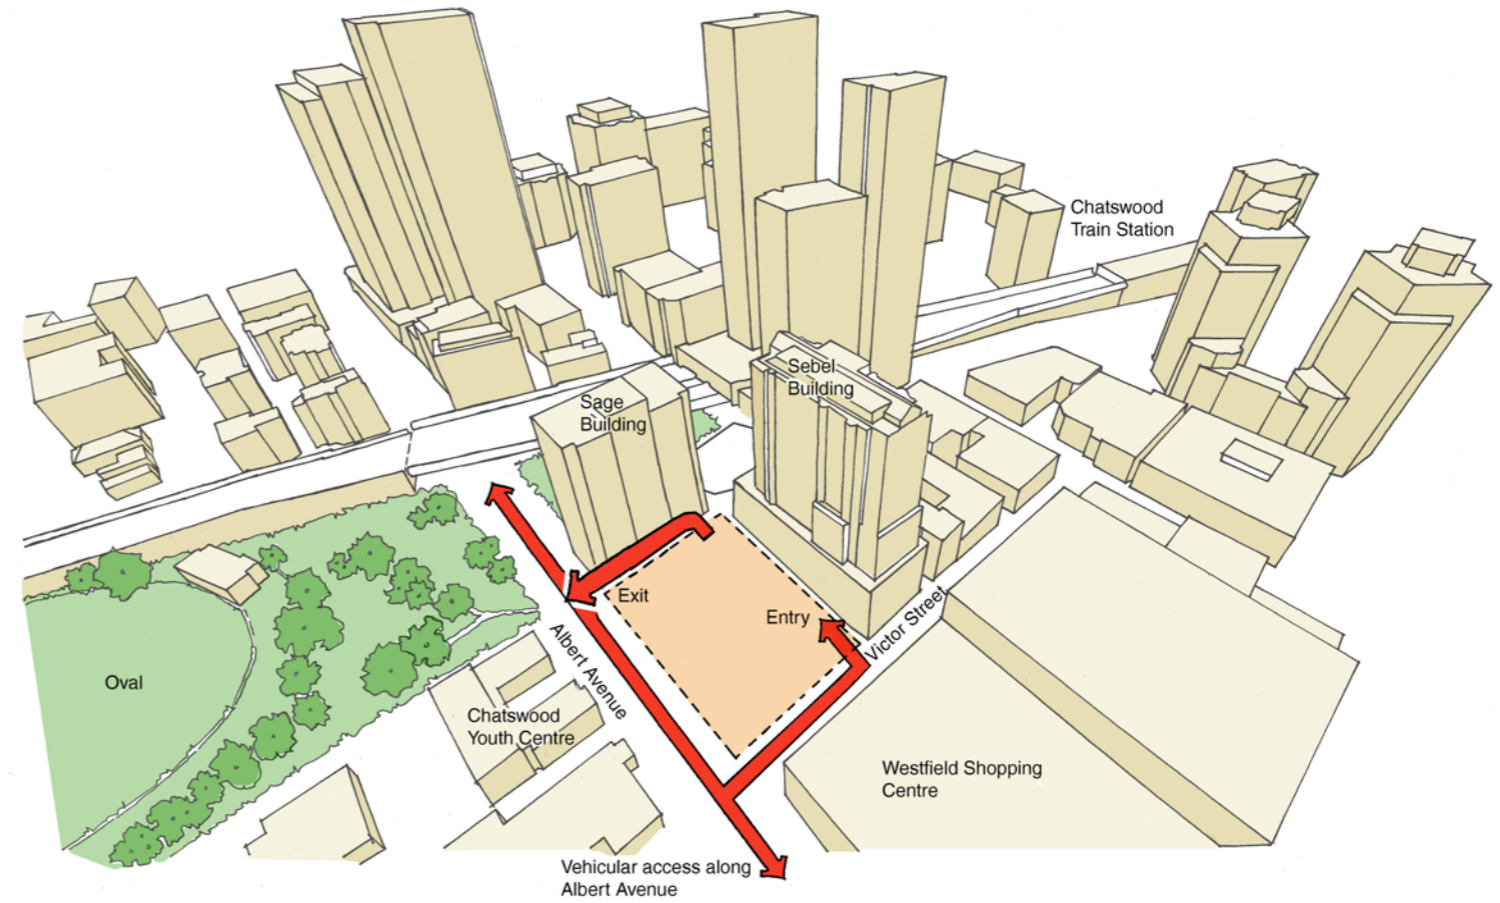 Chatswood
Train Station
Sebel
Building
Sage
Building
Exit
Entry
Victor Street
Albert Avenue
Oval
Chatswood
Youth Centre
Westfield Shopping
Centre
Vehicular access along
Albert Avenue